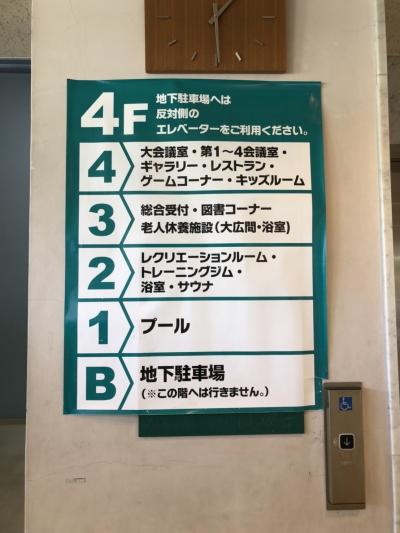 4F
地下駐車場へは
反対側の
エレベーターをご利用ください。
4
大会議室・第1～4会議室・
ギャラリー・レストラン・
ゲームコーナー・キッズルーム
3
総合受付・図書コーナー
老人休養施設(大広間・浴室)
2
レクリエーションルーム・
トレーニングジム・
浴室・サウナ
1
プール
B
地下駐車場
(※この階へは行きません。)